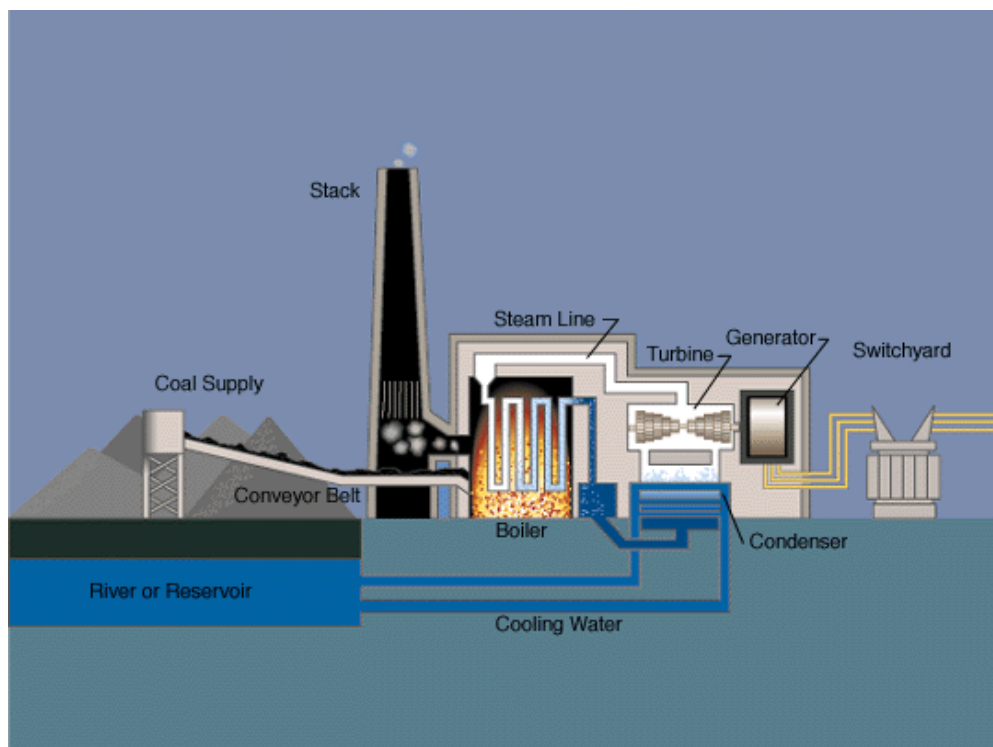 Stack
Steam Line
Generator
Turbine
Switchyard
Coal Supply
Conveyor Belt
Boiler
Condenser
River or Reservoir
Cooling Water